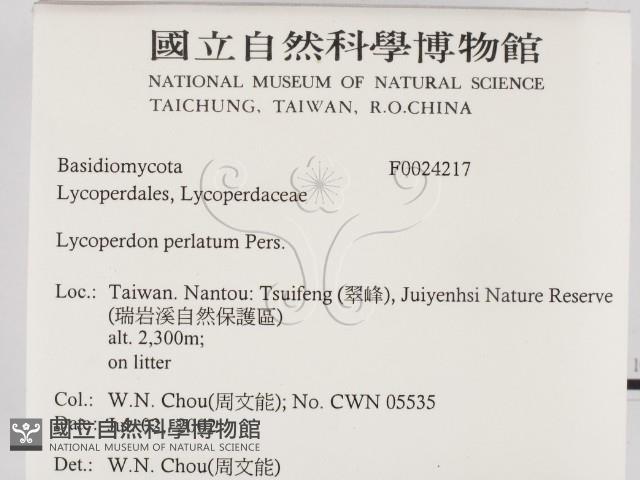 國立自然科學博物館
NATIONAL MUSEUM OF NATURAL SCIENCE
TAICHUNG, TAIWAN, R.O.CHINA
Basidiomycota F0024217
Lycoperdales, Lycoperdaceae
Lycoperdon perlatum Pers.
Loc.: Taiwan. Nantou: Tsuifeng (翠峰), Juiyenhsi Nature Reserve
(瑞岩溪自然保護區)
alt. 2,300m;
on litter
Col.: W.N. Chou(周文能); No. CWN 05535
Date: 02, 2002
國立自然科學博物館
NATIONAL MUSEUM OF NATURAL SCIENCE
Det.: W.N. Chou(周文能)